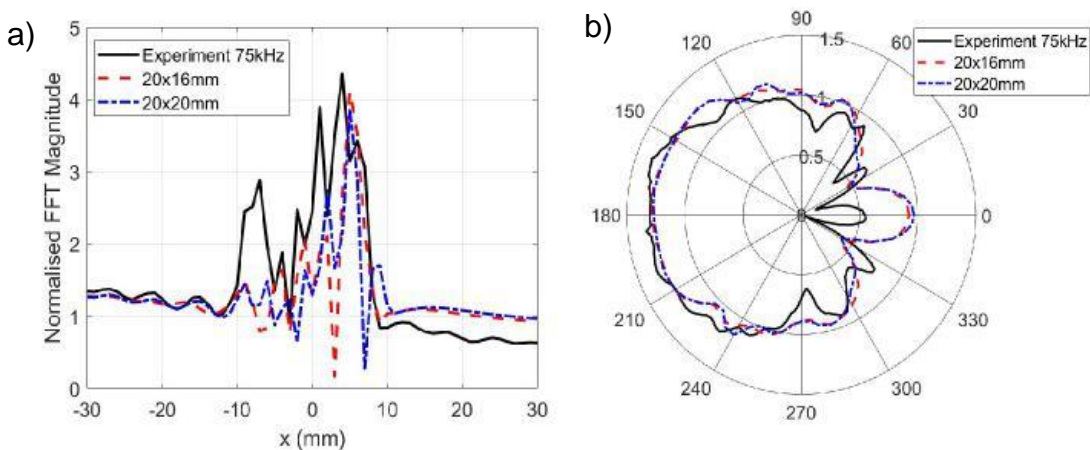 a)
5
4
3
2
1
0
Normalised FFT Magnitude
Experiment 75kHz
20x16mm
20x20mm
-30 -20 -10 0 10 20 30
x (mm)
b)
90
120 60
1.5
Experiment 75kHz
20x16mm
20x20mm
1
150 30
0.5
180 0 0
210 330
240 300
270